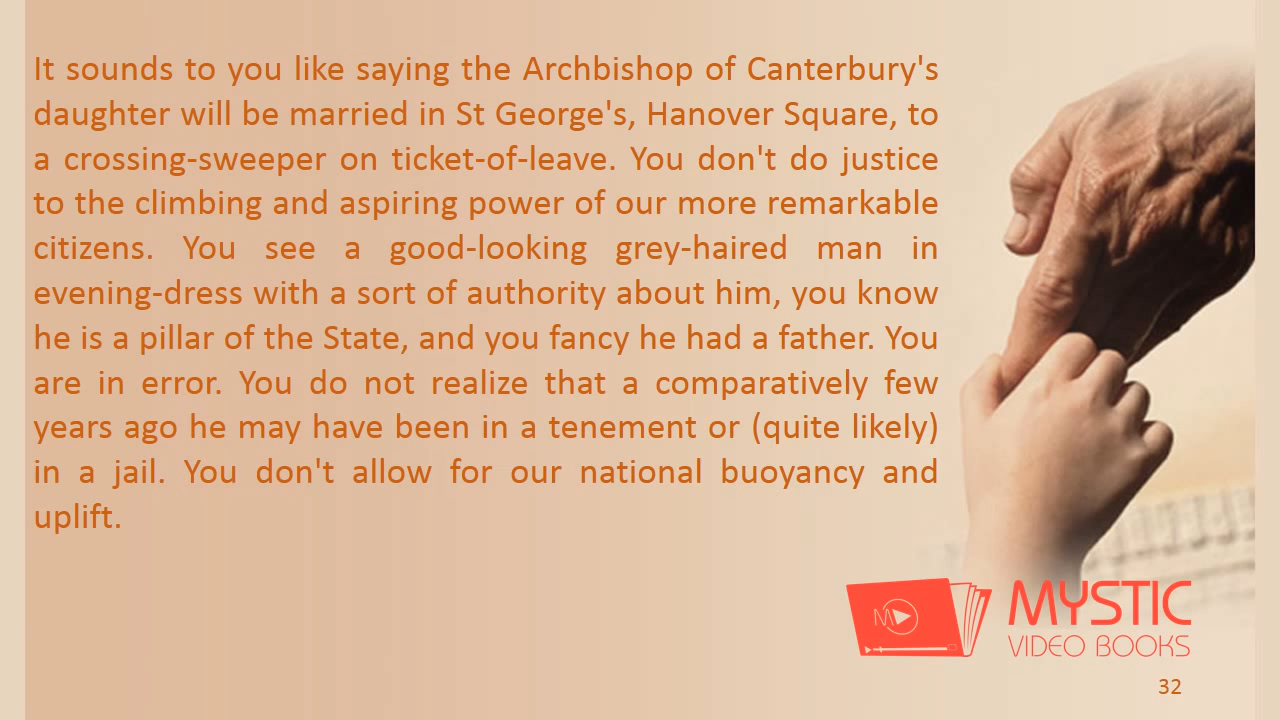 It sounds to you like saying the Archbishop of Canterbury's
daughter will be married in St George's, Hanover Square, to
a crossing-sweeper on ticket-of-leave. You don't do justice
to the climbing and aspiring power of our more remarkable
citizens. You see a good-looking grey-haired man in
evening-dress with a sort of authority about him, you know
he is a pillar of the State, and you fancy he had a father. You
are in error. You do not realize that a comparatively few
years ago he may have been in a tenement or (quite likely)
in a jail. You don't allow for our national buoyancy and
uplift.
M
MYSTIC
VIDEO BOOKS
32